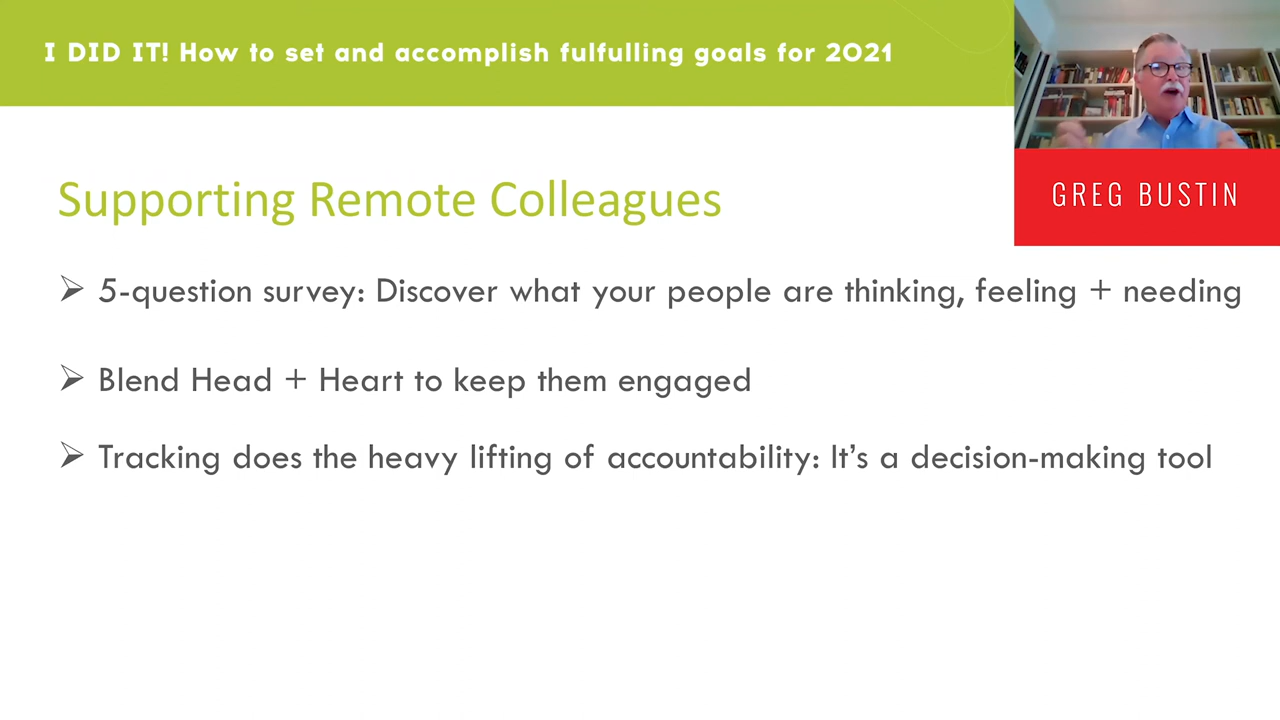 I DID IT! How to set and accomplish fulfulling goals for 2021
GREG BUSTIN
Supporting Remote Colleagues
5-question survey: Discover what your people are thinking, feeling + needing
Blend Head + Heart to keep them engaged
Tracking does the heavy lifting of accountability: It's a decision-making tool